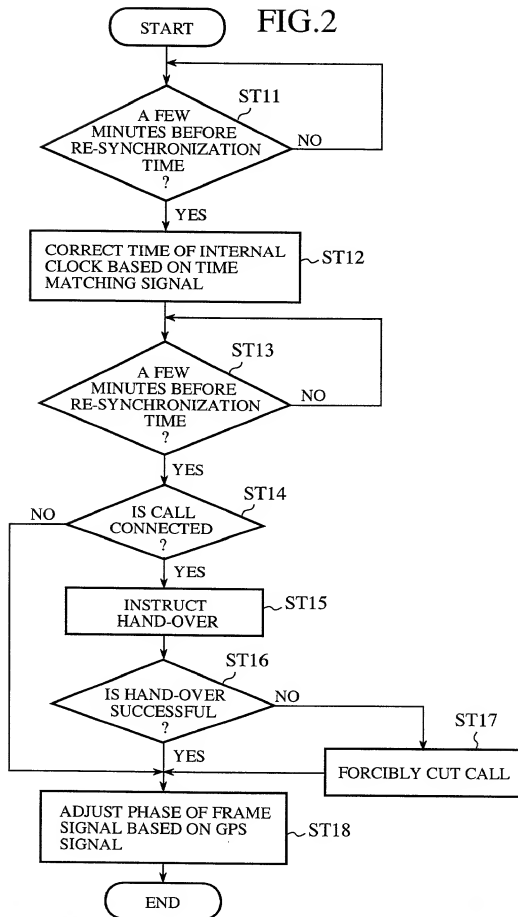 FIG.2
START
ST11
A FEW
MINUTES BEFORE
RE-SYNCHRONIZATION
TIME
?
NO
YES
CORRECT TIME OF INTERNAL
CLOCK BASED ON TIME
MATCHING SIGNAL
ST12
ST13
A FEW
MINUTES BEFORE
RE-SYNCHRONIZATION
TIME
?
NO
YES
ST14
NO
IS CALL
CONNECTED
?
YES
INSTRUCT
HAND-OVER
ST15
ST16
IS HAND-OVER
SUCCESSFUL
?
NO
YES
ST17
FORCIBLY CUT CALL
ADJUST PHASE OF FRAME
SIGNAL BASED ON GPS
SIGNAL
ST18
END